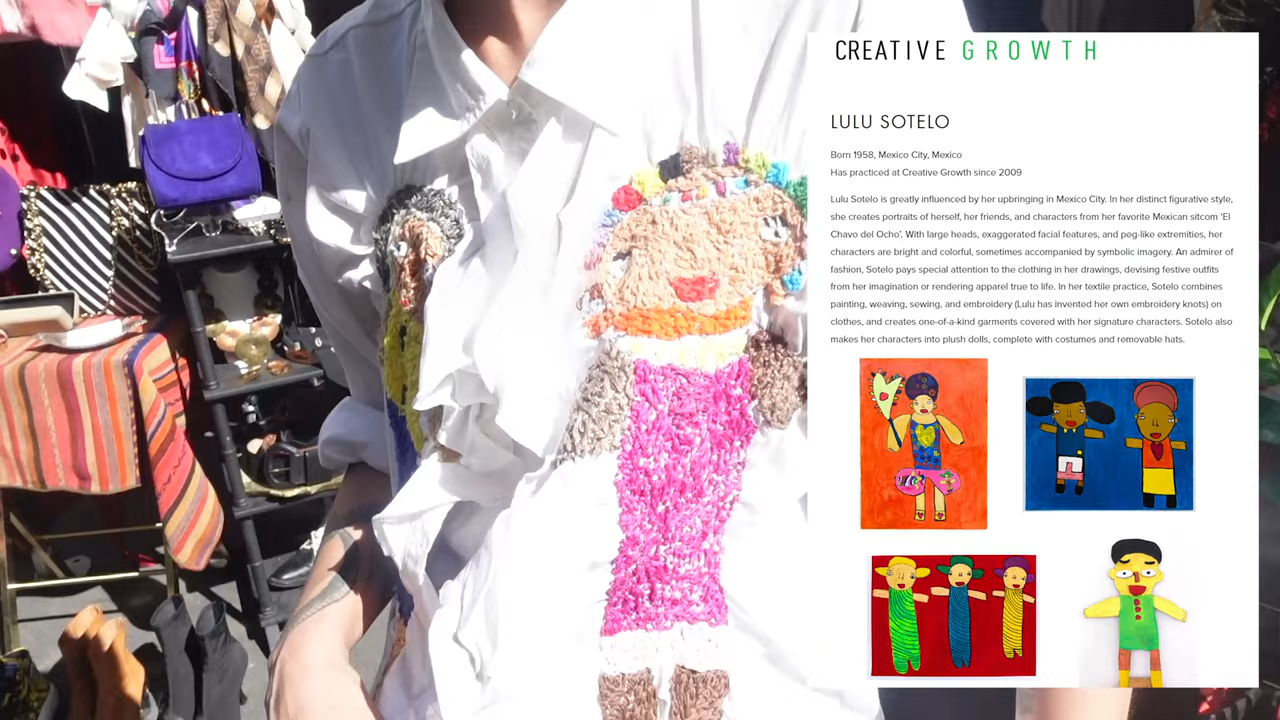 CREATIVE GROWTH
LULU SOTELO
Born 1958, Mexico City, Mexico
Has practiced at Creative Growth since 2009
Lulu Sotelo is greatly influenced by her upbringing in Mexico City. In her distinct figurative style,
she creates portraits of herself, her friends, and characters from her favorite Mexican sitcom 'El
Chavo del Ocho'. With large heads, exaggerated facial features, and peg-like extremities, her
characters are bright and colorful, sometimes accompanied by symbolic imagery. An admirer of
fashion, Sotelo pays special attention to the clothing in her drawings, devising festive outfits
from her imagination or rendering apparel true to life. In her textile practice, Sotelo combines
painting, weaving, sewing, and embroidery (Lulu has invented her own embroidery knots) on
clothes, and creates one-of-a-kind garments covered with her signature characters. Sotelo also
makes her characters into plush dolls, complete with costumes and removable hats.